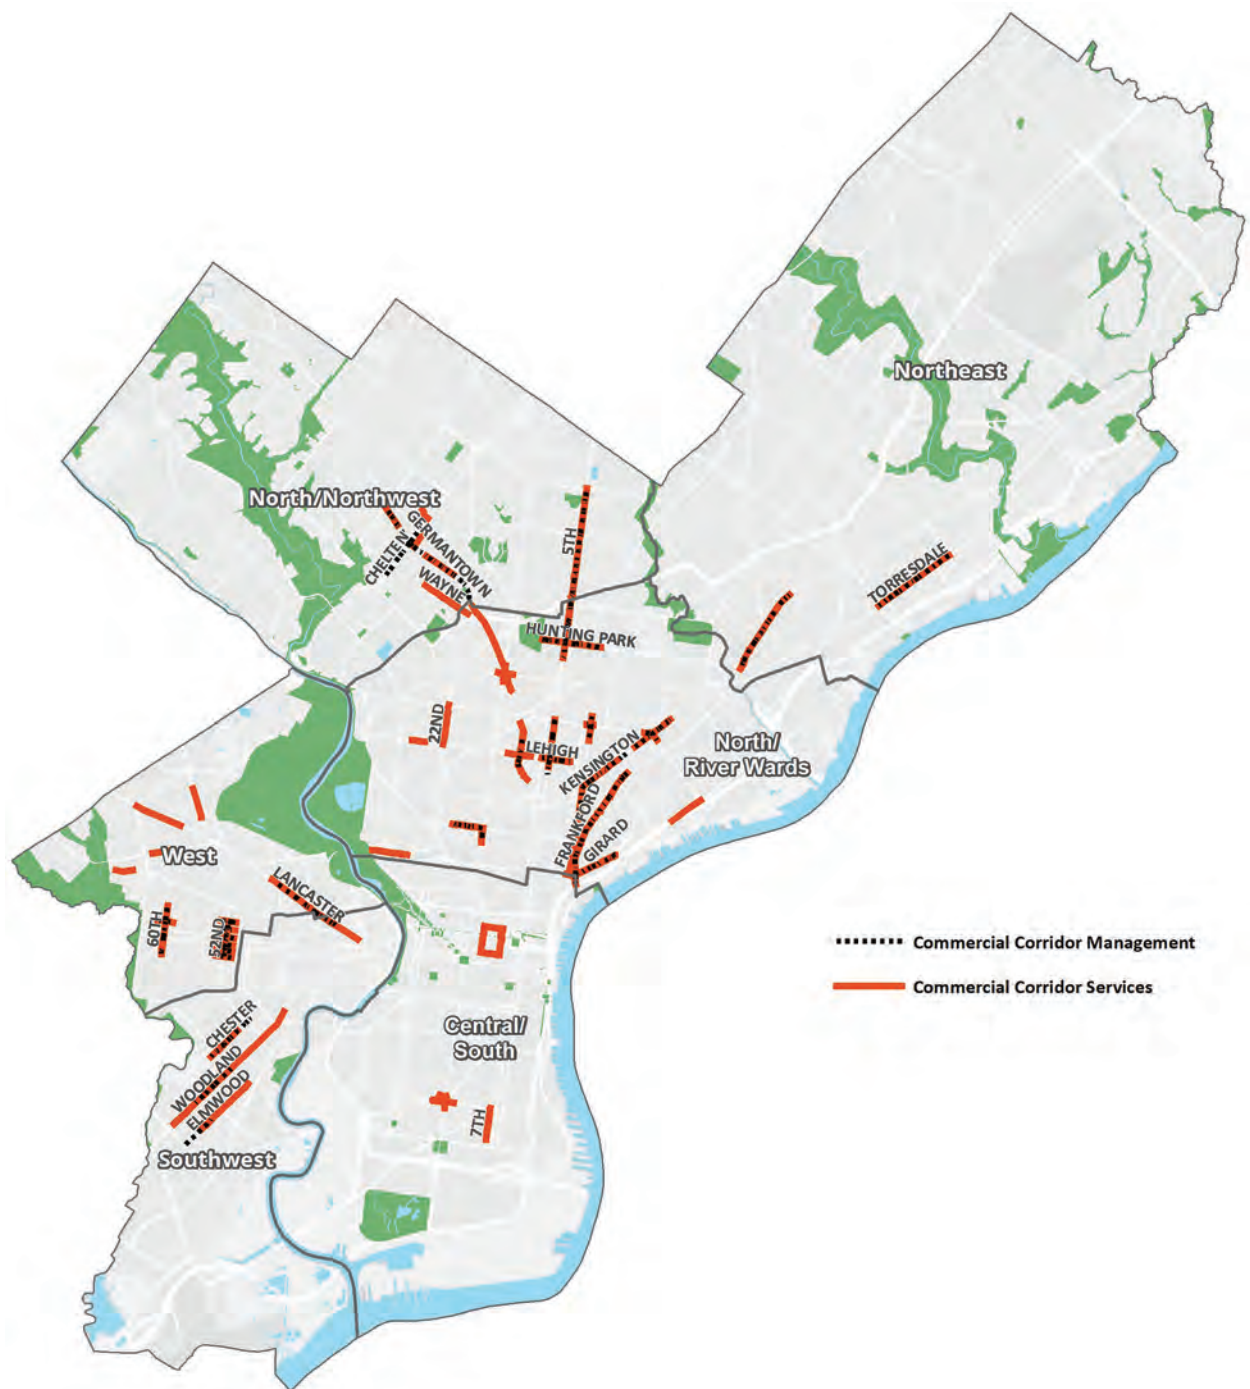 Northeast
North/Northwest
GERMANTOWN
CHELTEN
WAYNE
5TH
TORRESDALE
HUNTING PARK
22ND
LEHIGH
KENSINGTON
North/
River Wards
FRANKFORD
GIRARD
West
LANCASTER
60TH
52ND
Commercial Corridor Management
Commercial Corridor Services
CHESTER
WOODLAND
ELMWOOD
Central/
South
7TH
Southwest